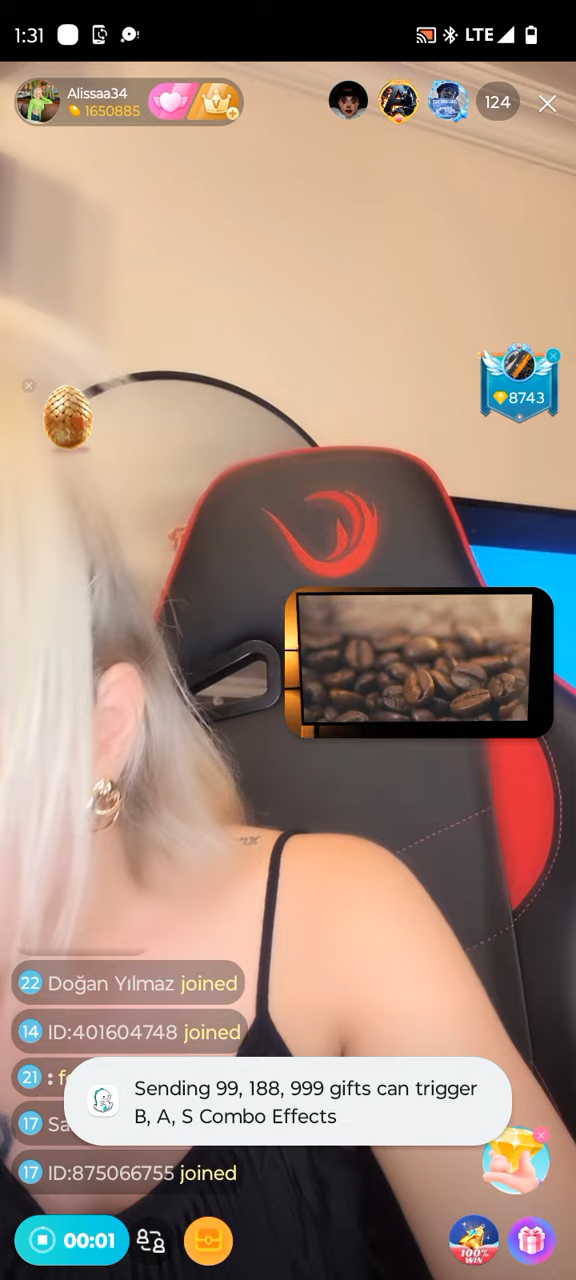 1:31
LTE
Alissaa34
1650885
124
8743
22 Doğan Yılmaz joined
14 ID:401604748 joined
21 :
Sending 99, 188, 999 gifts can trigger
B, A, S Combo Effects
17 Sa
17 ID:875066755 joined
00:01
100%
WIN